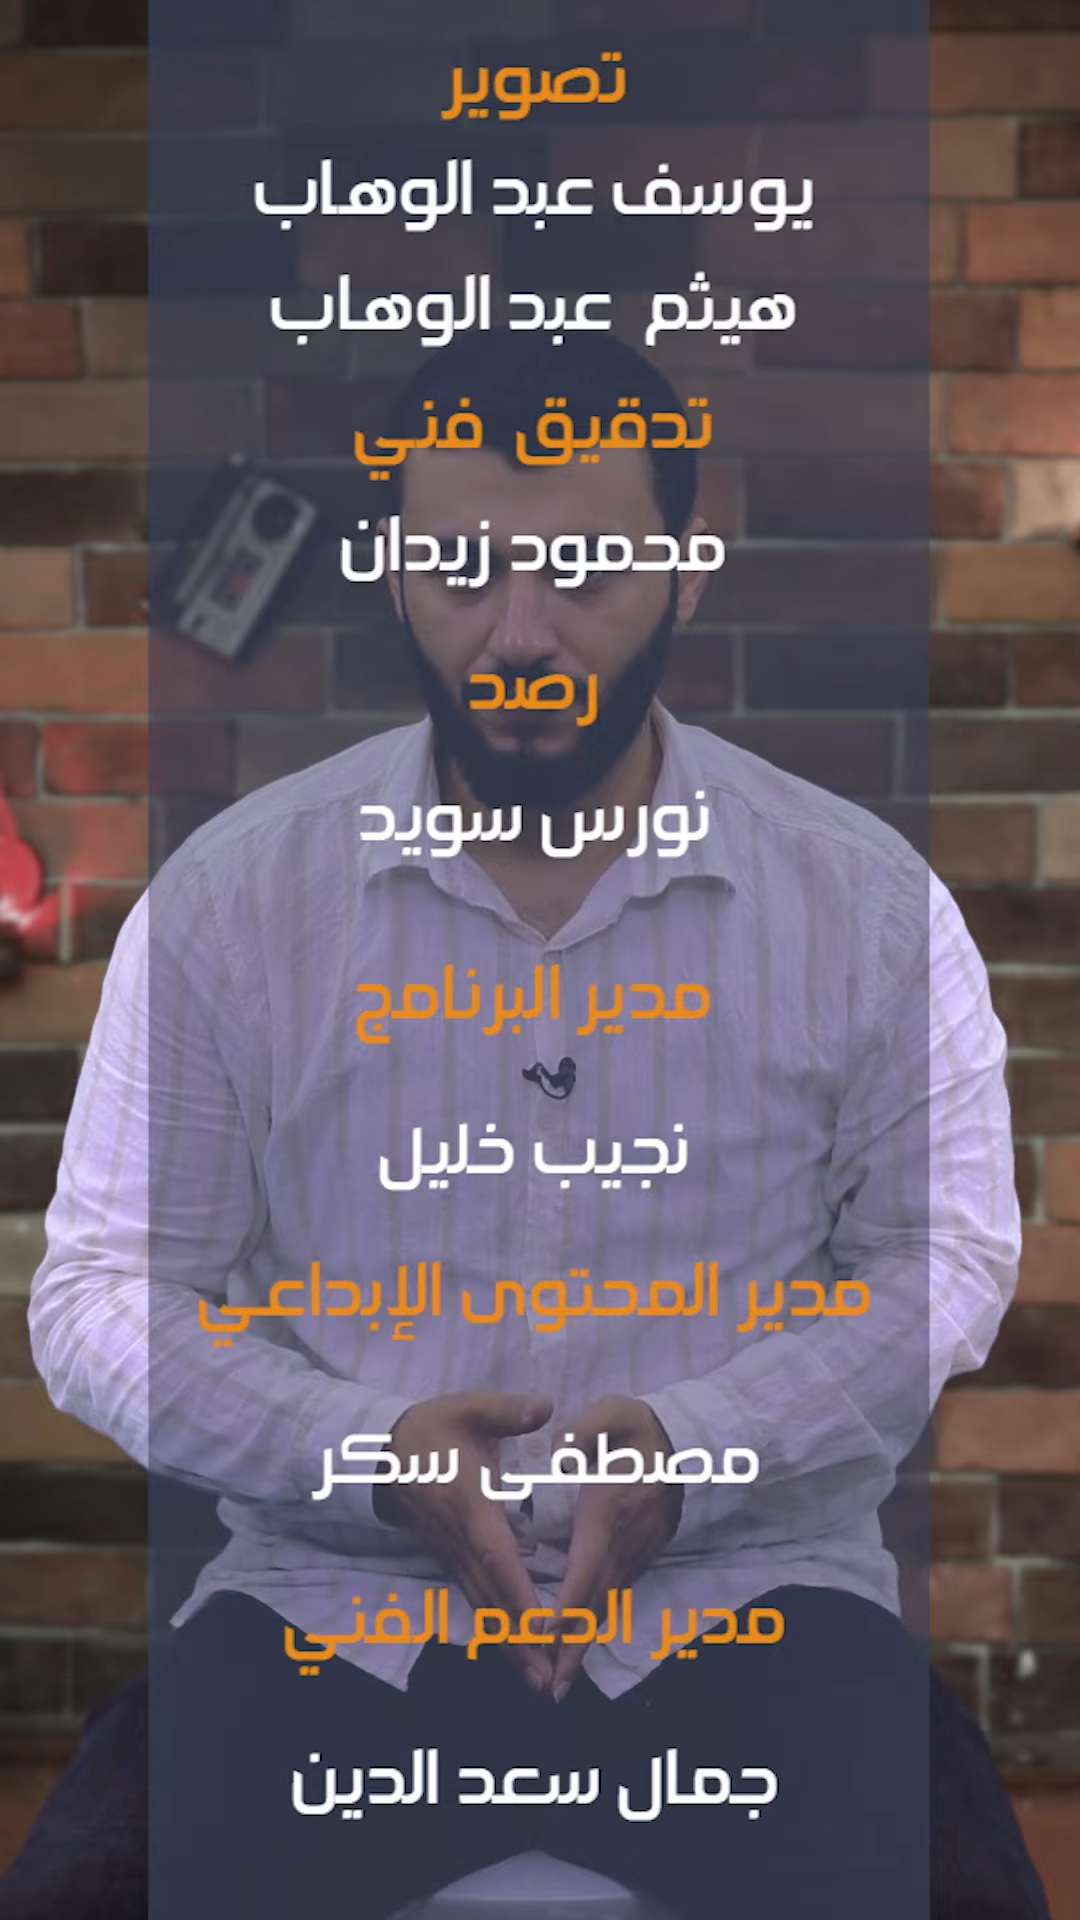 تصوير
يوسف عبد الوهاب
هيثم عبد الوهاب
تدقيق فني
محمود زيدان
رصد
نورس سويد
مدير البرنامج
نجيب خليل
مدير المحتوى الإبداعي
مصطفى سكر
مدير الدعم الفني
جمال سعد الدين